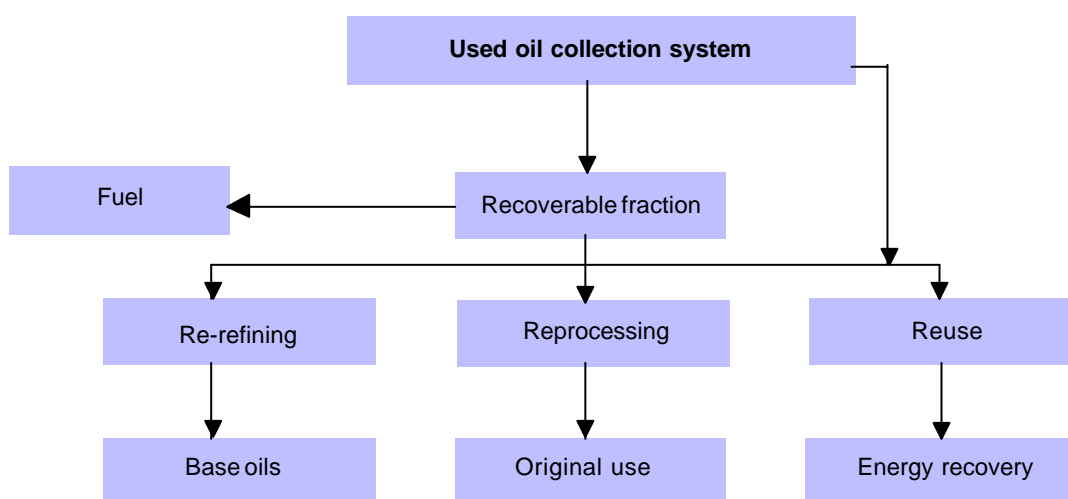 Used oil collection system
Fuel
Recoverable fraction
Re-refining
Reprocessing
Reuse
Base oils
Original use
Energy recovery